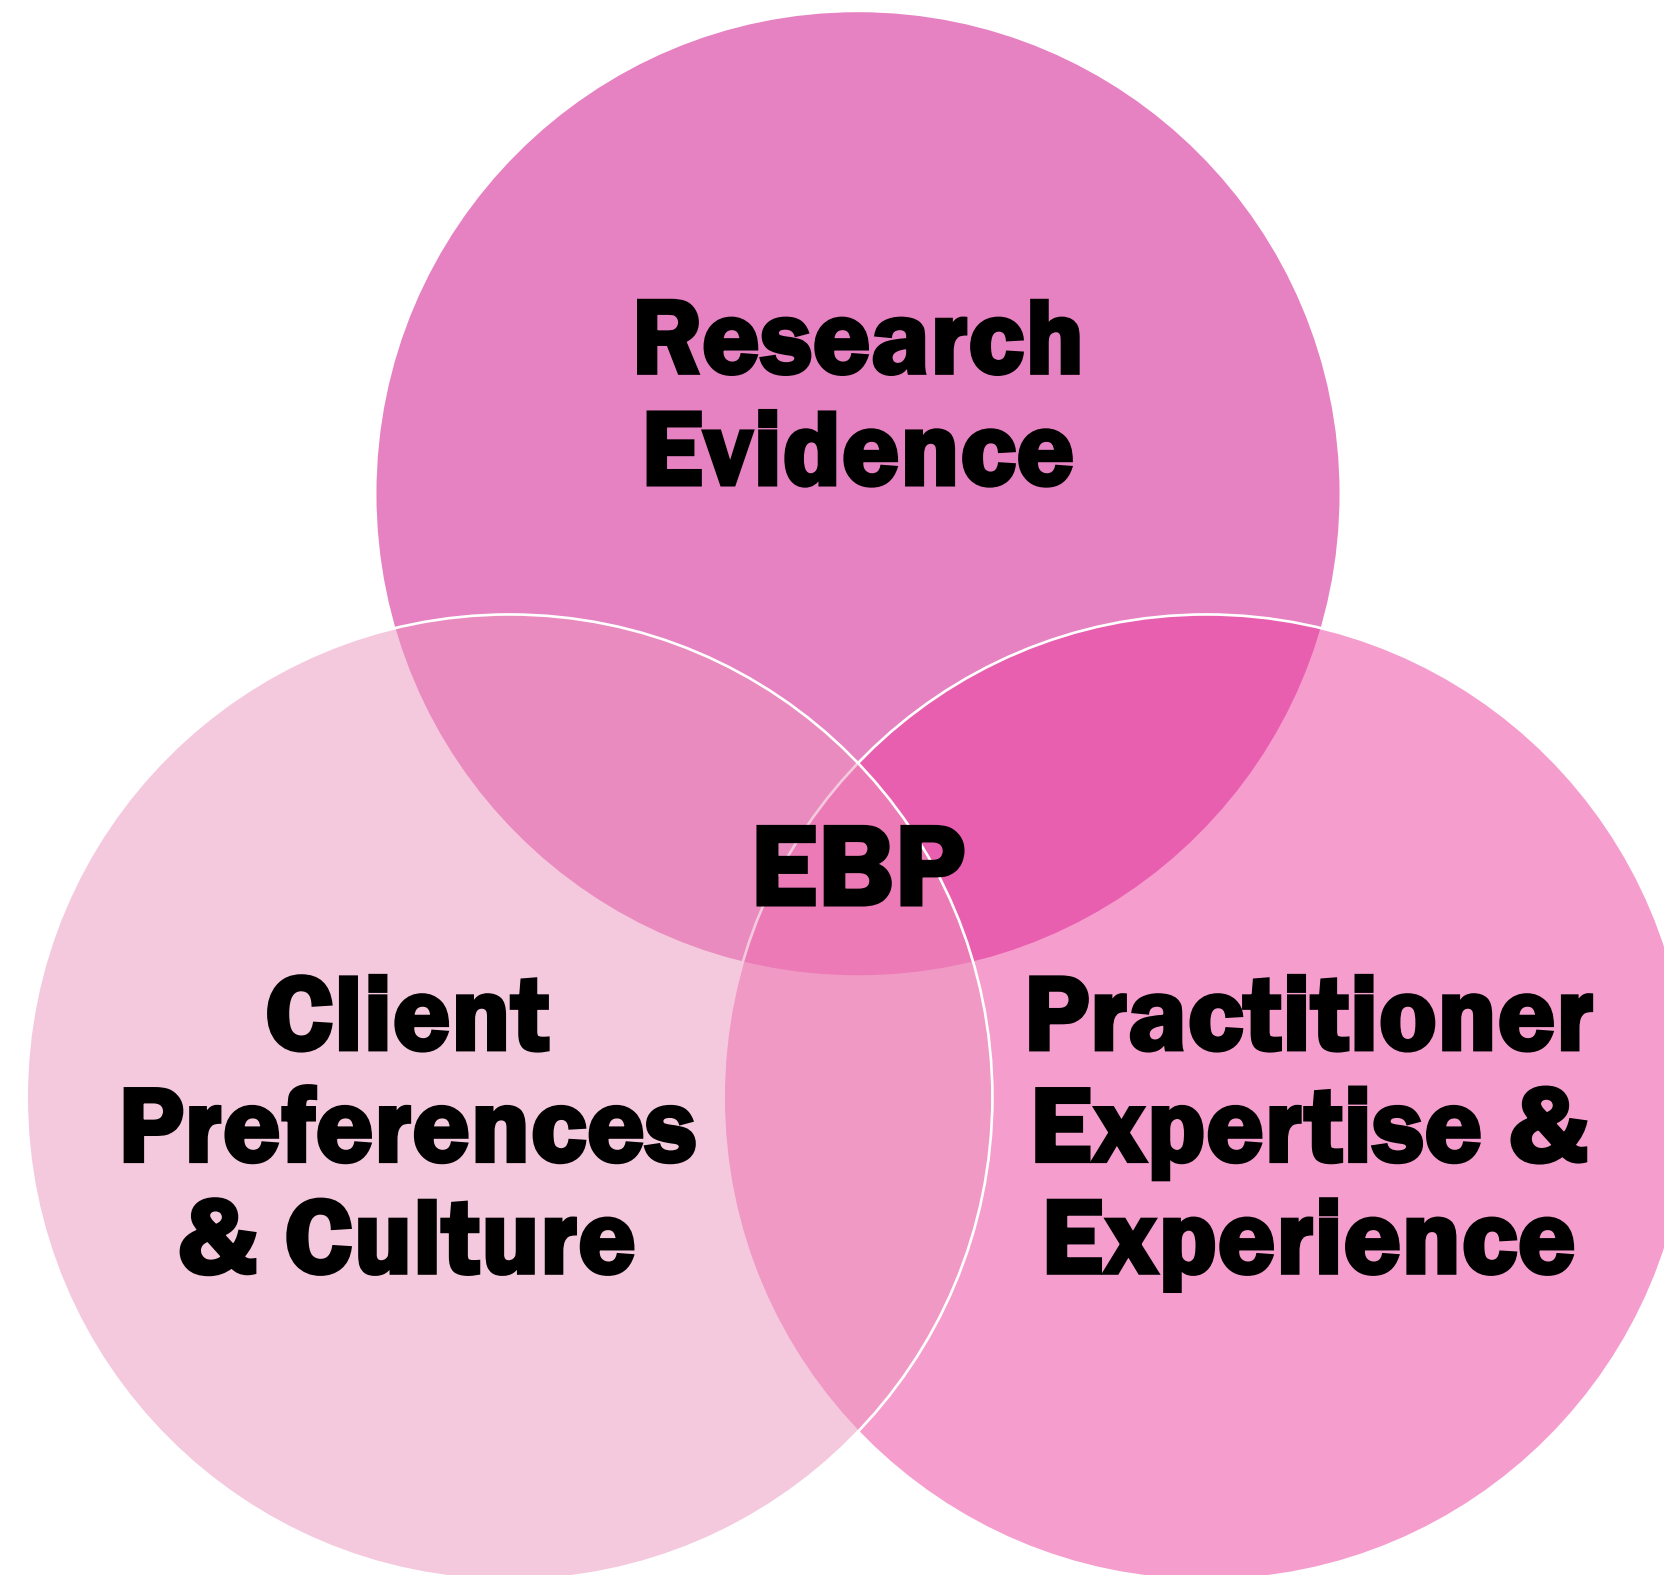 Research
Evidence
EBP
Client
Preferences
& Culture
Practitioner
Expertise &
Experience